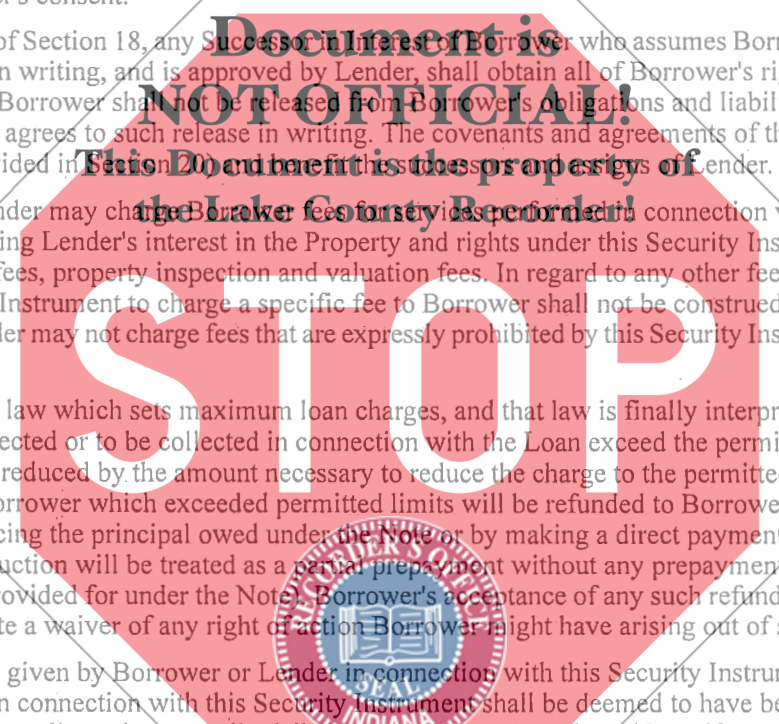 er's consent.
Document is
of Section 18, any Successor in Interest of Borrower who assumes Borr
n writing, and is approved by Lender, shall obtain all of Borrower's ri
NOT OFFICIAL!
Borrower shall not be released from Borrower's obligations and liabili
agrees to such release in writing. The covenants and agreements of th
This Document is the property of
ided in Section 20) and benefit the successors and assigns of Lender.
the Lake County Recorder!
nder may charge Borrower fees for services performed in connection
ing Lender's interest in the Property and rights under this Security Ins
fees, property inspection and valuation fees. In regard to any other fee
Instrument to charge a specific fee to Borrower shall not be construed
der may not charge fees that are expressly prohibited by this Security Ins
STOP
law which sets maximum loan charges, and that law is finally interpr
ected or to be collected in connection with the Loan exceed the permi
reduced by the amount necessary to reduce the charge to the permitte
orrower which exceeded permitted limits will be refunded to Borrowe
cing the principal owed under the Note or by making a direct paymen
uction will be treated as a partial prepayment without any prepaymen
rovided for under the Note). Borrower's acceptance of any such refund
te a waiver of any right of action Borrower might have arising out of s
RECORDER'S OFFICE
SEAL
INDIANA
given by Borrower or Lender in connection with this Security Instru
n connection with this Security Instrument shall be deemed to have b